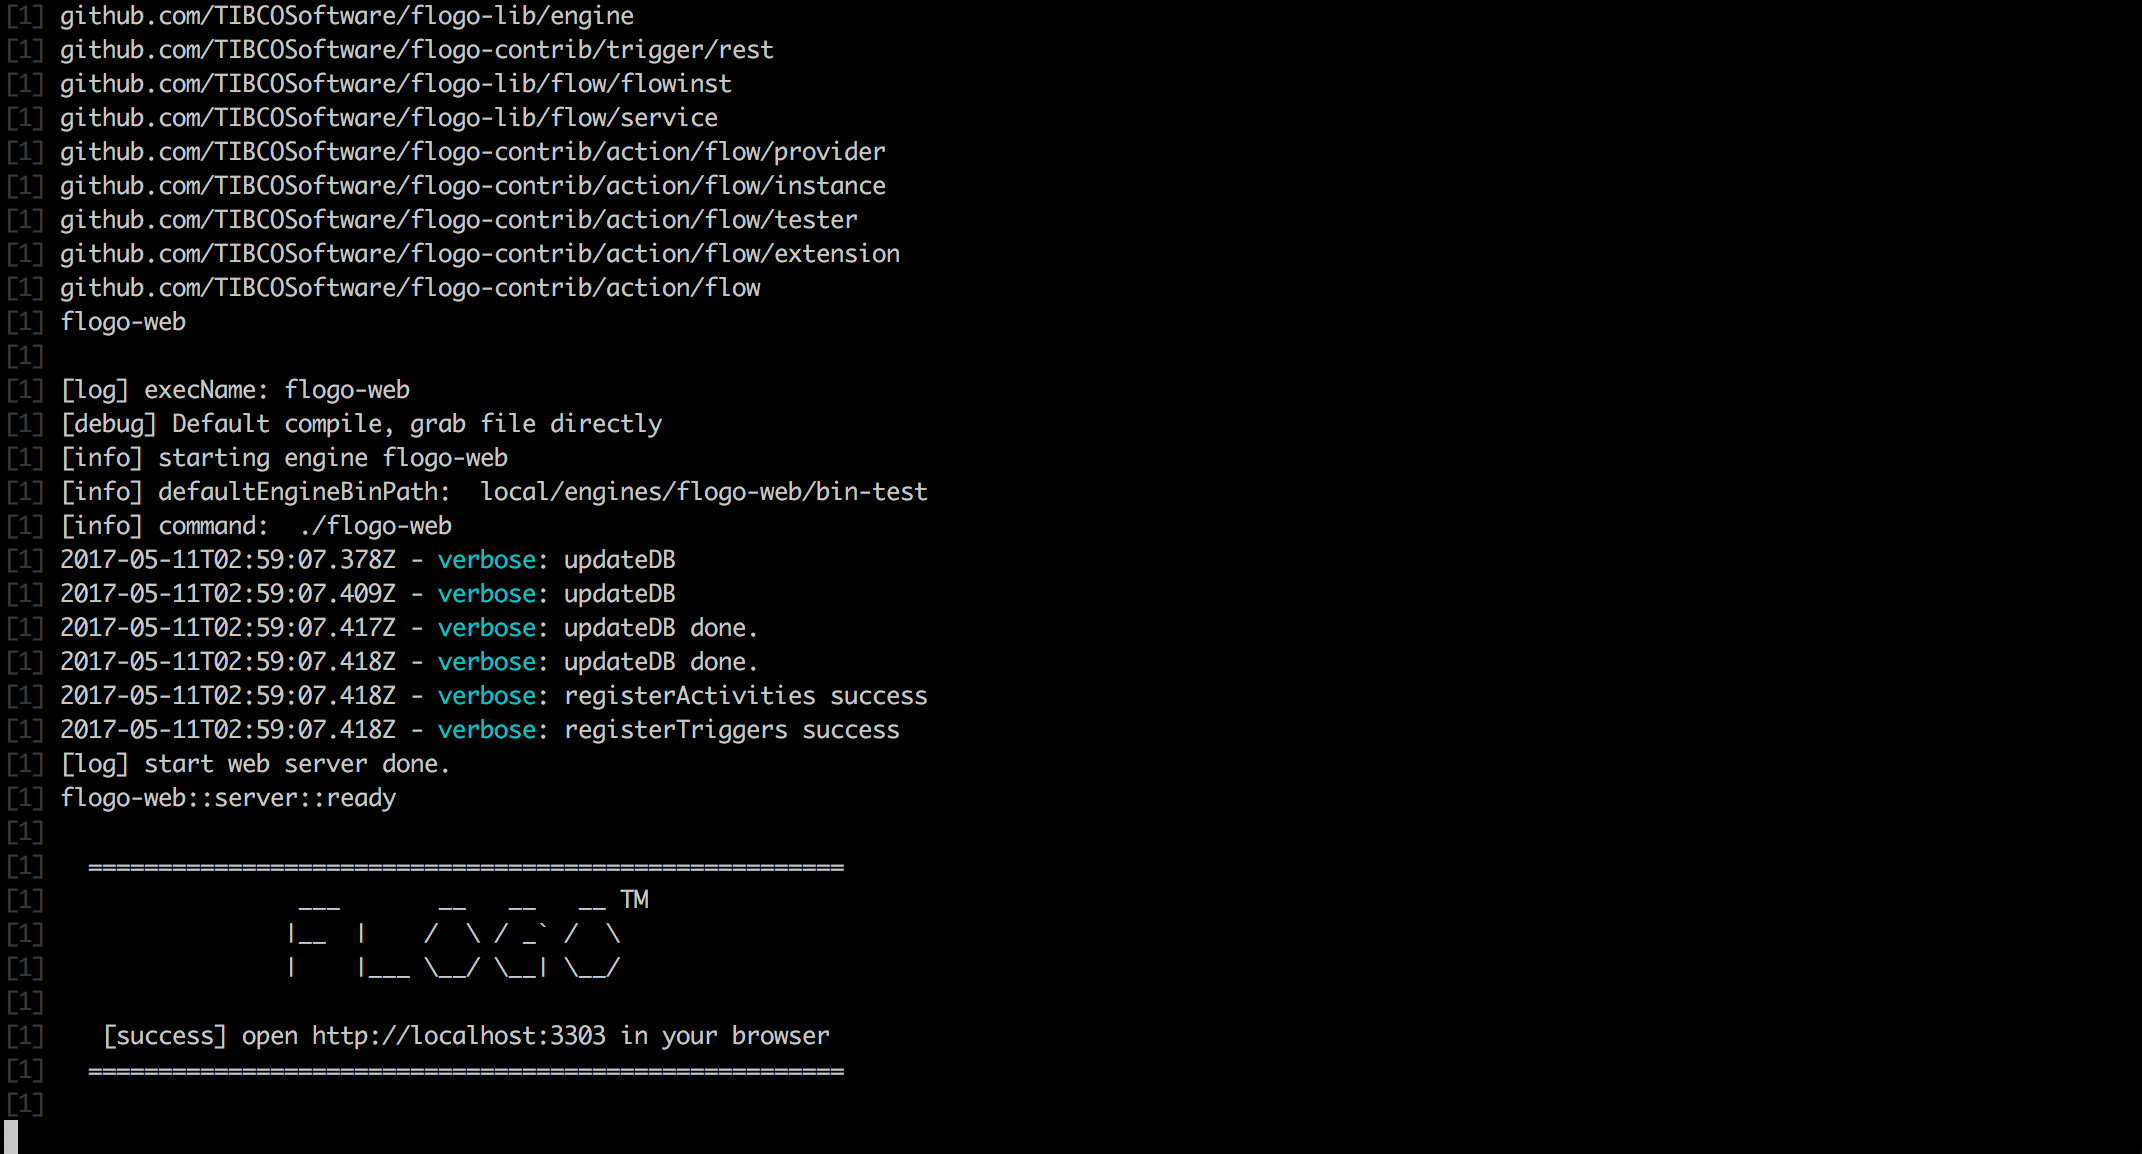 [1] github.com/TIBCOSoftware/flogo-lib/engine
[1] github.com/TIBCOSoftware/flogo-contrib/trigger/rest
[1] github.com/TIBCOSoftware/flogo-lib/flow/flowinst
[1] github.com/TIBCOSoftware/flogo-lib/flow/service
[1] github.com/TIBCOSoftware/flogo-contrib/action/flow/provider
[1] github.com/TIBCOSoftware/flogo-contrib/action/flow/instance
[1] github.com/TIBCOSoftware/flogo-contrib/action/flow/tester
[1] github.com/TIBCOSoftware/flogo-contrib/action/flow/extension
[1] github.com/TIBCOSoftware/flogo-contrib/action/flow
[1] flogo-web
[1]
[1] [log] execName: flogo-web
[1] [debug] Default compile, grab file directly
[1] [info] starting engine flogo-web
[1] [info] defaultEngineBinPath:  local/engines/flogo-web/bin-test
[1] [info] command:  ./flogo-web
[1] 2017-05-11T02:59:07.378Z - verbose: updateDB
[1] 2017-05-11T02:59:07.409Z - verbose: updateDB
[1] 2017-05-11T02:59:07.417Z - verbose: updateDB done.
[1] 2017-05-11T02:59:07.418Z - verbose: updateDB done.
[1] 2017-05-11T02:59:07.418Z - verbose: registerActivities success
[1] 2017-05-11T02:59:07.418Z - verbose: registerTriggers success
[1] [log] start web server done.
[1] flogo-web::server::ready
[1]
[1]   ======================================================
[1]                  ___       __   __   __ TM
[1]                 |__  |    /  \ / _` /  \
[1]                 |    |___ \__/ \__| \__/
[1]
[1]    [success] open http://localhost:3303 in your browser
[1]   ======================================================
[1]